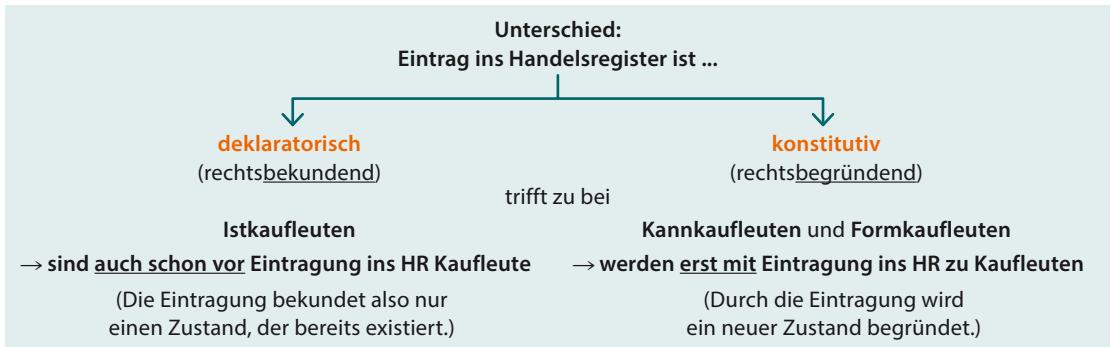 Unterschied:
Eintrag ins Handelsregister ist ...
deklaratorisch
(rechtsbekundend)
konstitutiv
(rechtsbegründend)
trifft zu bei
Istkaufleuten
→ sind auch schon vor Eintragung ins HR Kaufleute
(Die Eintragung bekundet also nur
einen Zustand, der bereits existiert.)
Kannkaufleuten und Formkaufleuten
→ werden erst mit Eintragung ins HR zu Kaufleuten
(Durch die Eintragung wird
ein neuer Zustand begründet.)